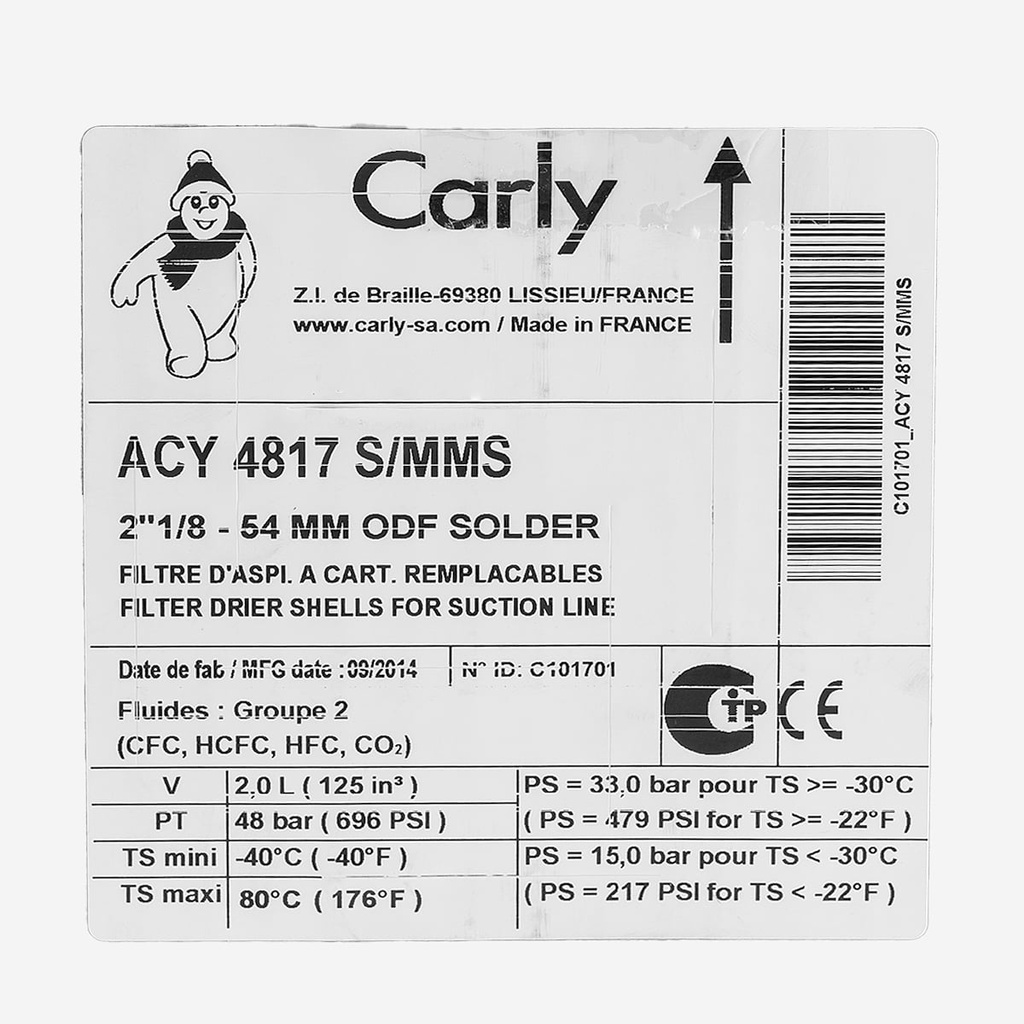 Carly
Z.I. de Braille-69380 LISSIEU/FRANCE
www.carly-sa.com / Made in FRANCE
C101701_ACY 4817 S/MMS
ACY 4817 S/MMS
2"1/8 - 54 MM ODF SOLDER
FILTRE D'ASPI. A CART. REMPLACABLES
FILTER DRIER SHELLS FOR SUCTION LINE
Date de fab / MFG date : 09/2014 N° ID: C101701
Fluides : Groupe 2
(CFC, HCFC, HFC, CO₂)
CTP CE
V 2,0 L ( 125 in³ ) PS = 33,0 bar pour TS >= -30°C
PT 48 bar ( 696 PSI ) ( PS = 479 PSI for TS >= -22°F )
TS mini -40°C ( -40°F ) PS = 15,0 bar pour TS < -30°C
TS maxi 80°C ( 176°F ) ( PS = 217 PSI for TS < -22°F )